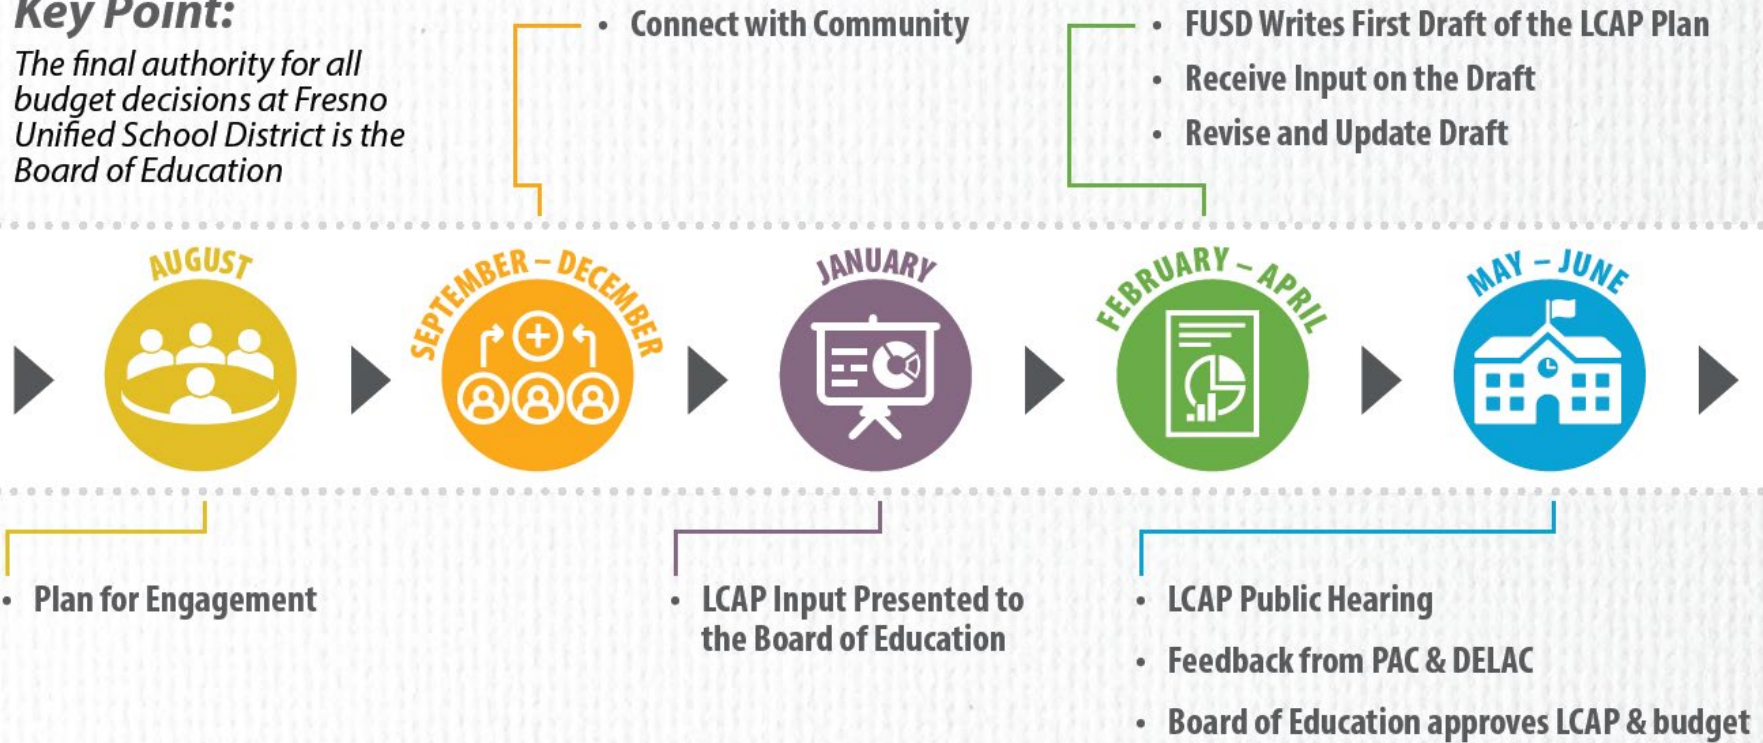 Key Point:
The final authority for all
budget decisions at Fresno
Unified School District is the
Board of Education
• Connect with Community
• FUSD Writes First Draft of the LCAP Plan
• Receive Input on the Draft
• Revise and Update Draft
AUGUST
SEPTEMBER – DECEMBER
JANUARY
FEBRUARY – APRIL
MAY – JUNE
• Plan for Engagement
• LCAP Input Presented to
the Board of Education
• LCAP Public Hearing
• Feedback from PAC & DELAC
• Board of Education approves LCAP & budget